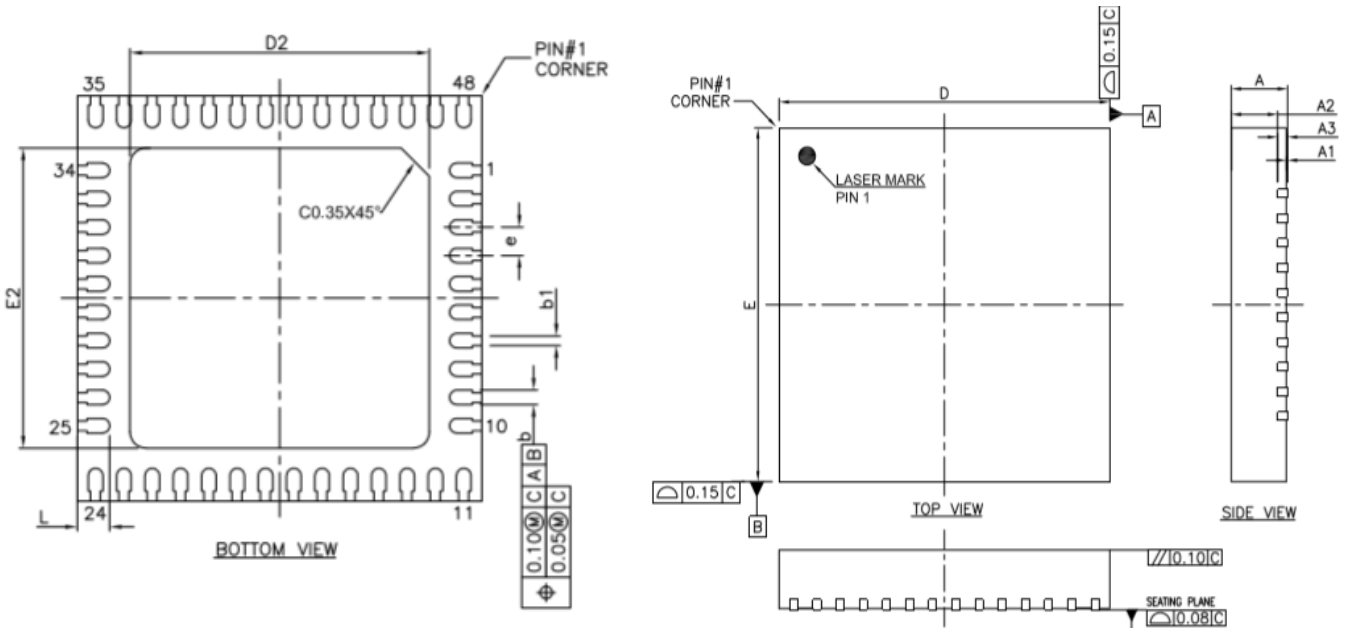 D2
PIN#1
CORNER
35
48
34
1
C0.35X45°
e
E2
b1
25
10
b
L
24
11
⌖ 0.10Ⓜ C A B
0.05Ⓜ C
BOTTOM VIEW
PIN#1
CORNER
D
⌓ 0.15 C
A
LASER MARK
PIN 1
E
⌓ 0.15 C
B
TOP VIEW
A
A2
A3
A1
SIDE VIEW
// 0.10 C
SEATING PLANE
⌓ 0.08 C